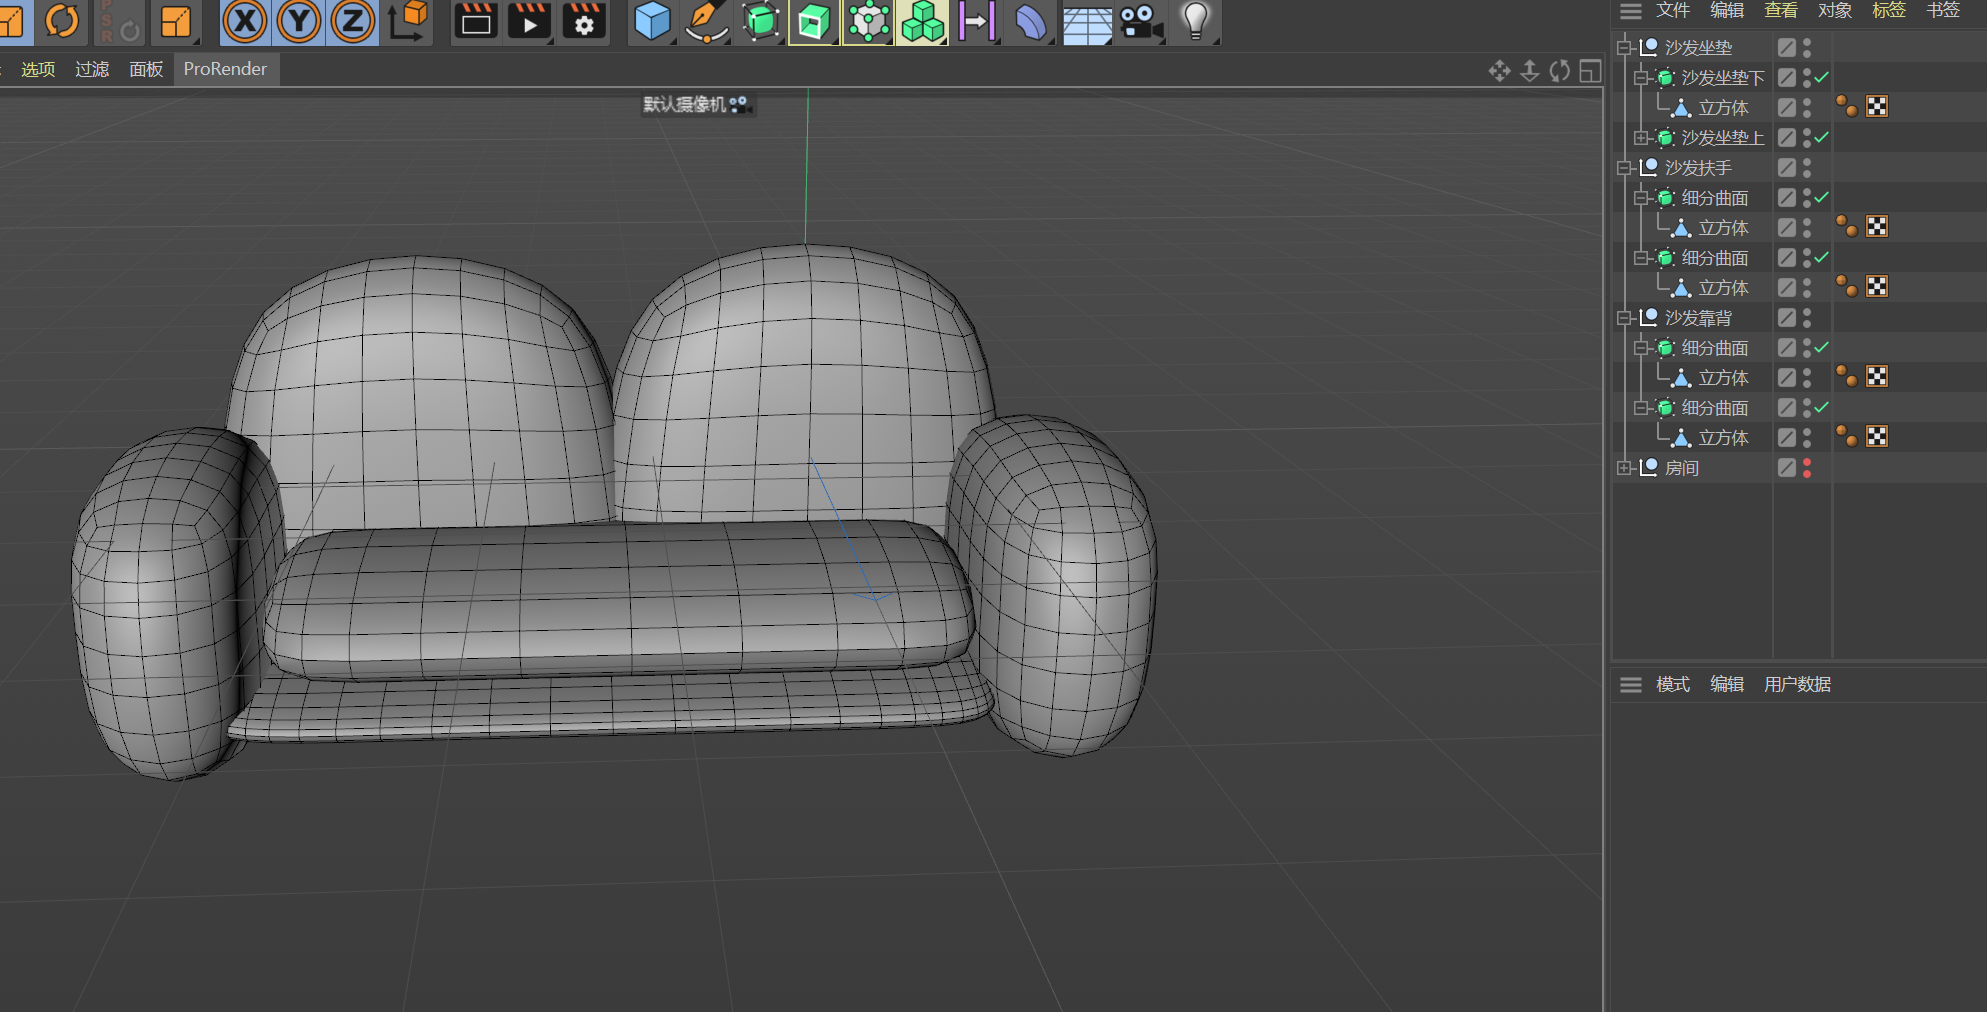 P
S
R
X Y Z
文件 编辑 查看 对象 标签 书签
选项 过滤 面板 ProRender
默认摄像机
沙发坐垫
沙发坐垫下
立方体
沙发坐垫上
沙发扶手
细分曲面
立方体
细分曲面
立方体
沙发靠背
细分曲面
立方体
细分曲面
立方体
房间
模式 编辑 用户数据